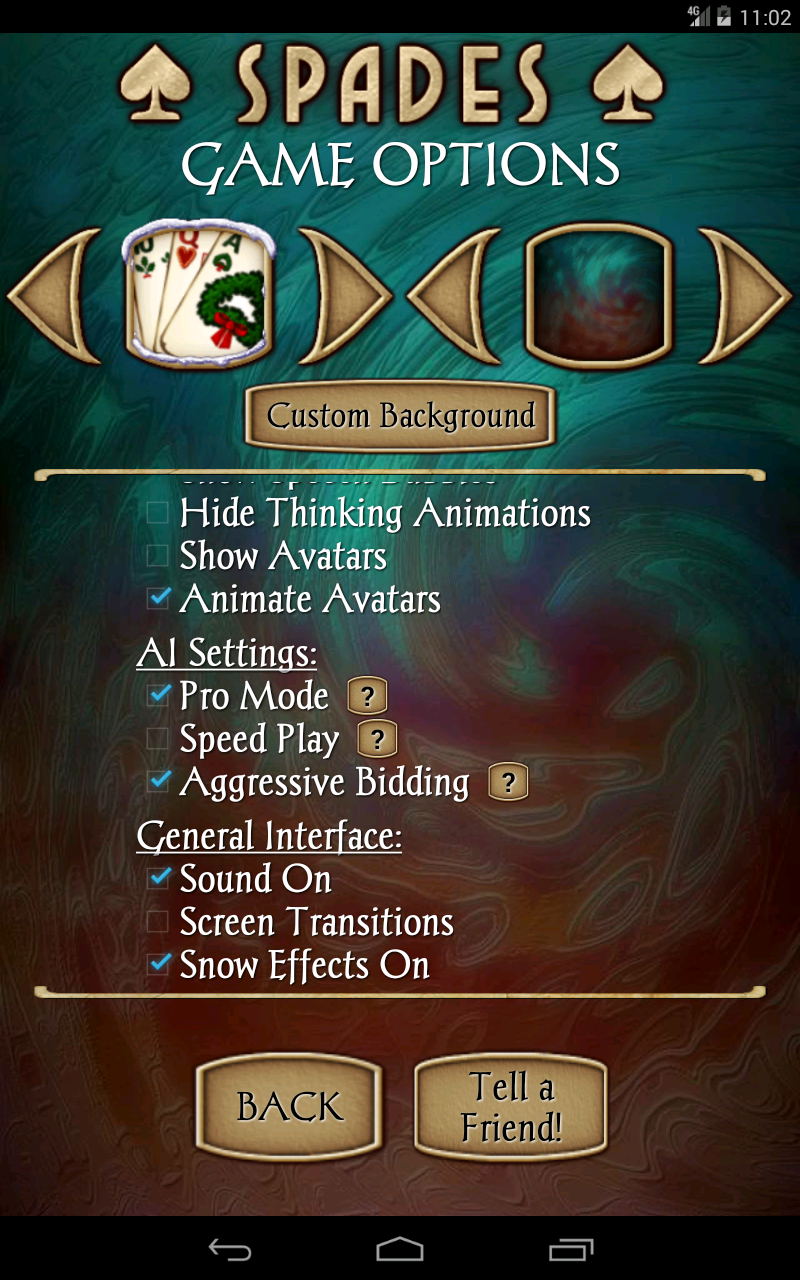 4G 11:02
SPADES
GAME OPTIONS
Q A
Custom Background
Hide Thinking Animations
Show Avatars
Animate Avatars
AI Settings:
Pro Mode ?
Speed Play ?
Aggressive Bidding ?
General Interface:
Sound On
Screen Transitions
Snow Effects On
BACK
Tell a
Friend!